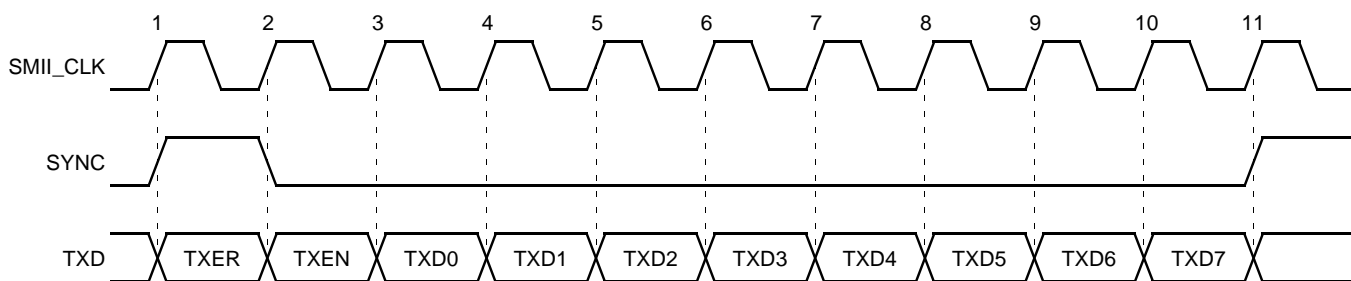 1 2 3 4 5 6 7 8 9 10 11
SMII_CLK
SYNC
TXD TXER TXEN TXD0 TXD1 TXD2 TXD3 TXD4 TXD5 TXD6 TXD7